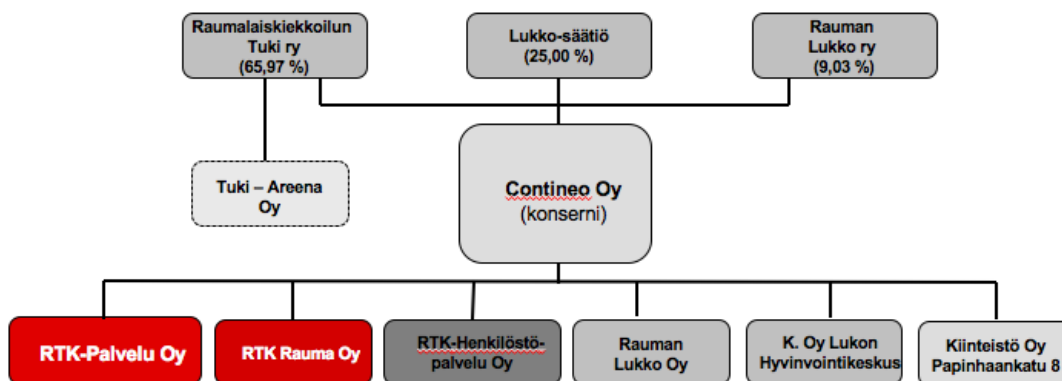 Raumalaiskiekkoilun
Tuki ry
(65,97 %)
Lukko-säätiö
(25,00 %)
Rauman
Lukko ry
(9,03 %)
Tuki – Areena
Oy
Contineo Oy
(konserni)
RTK-Palvelu Oy
RTK Rauma Oy
RTK-Henkilöstö-
palvelu Oy
Rauman
Lukko Oy
K. Oy Lukon
Hyvinvointikeskus
Kiinteistö Oy
Papinhaankatu